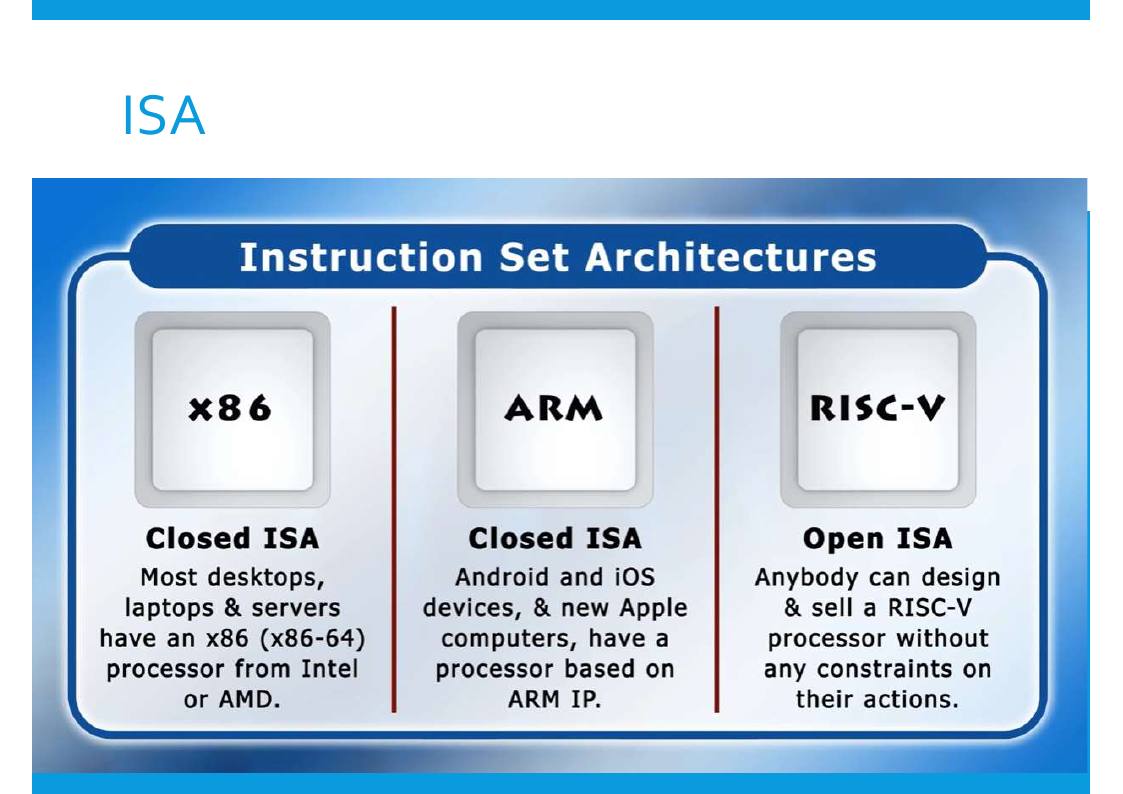 ISA
Instruction Set Architectures
x86
ARM
RISC-V
Closed ISA
Most desktops,
laptops & servers
have an x86 (x86-64)
processor from Intel
or AMD.
Closed ISA
Android and iOS
devices, & new Apple
computers, have a
processor based on
ARM IP.
Open ISA
Anybody can design
& sell a RISC-V
processor without
any constraints on
their actions.